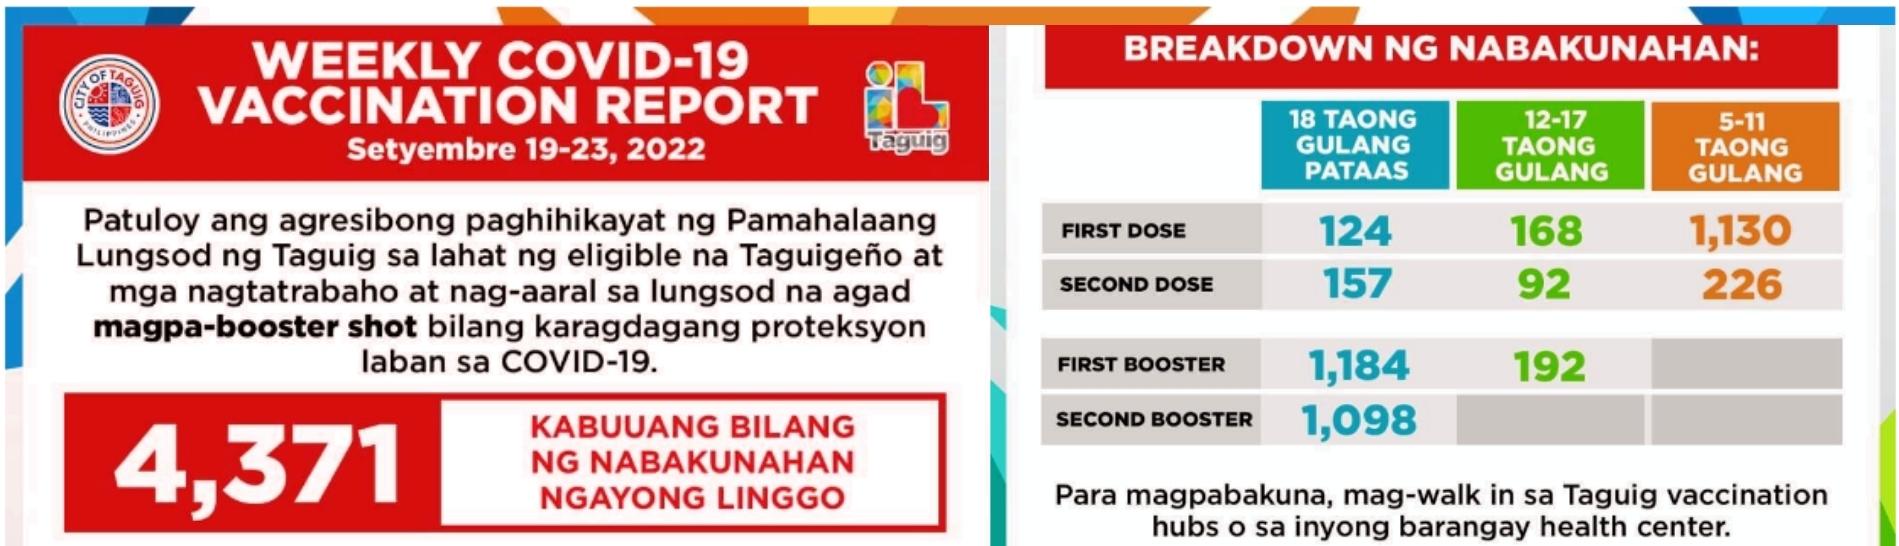 WEEKLY COVID-19
VACCINATION REPORT
Setyembre 19-23, 2022
CITY OF TAGUIG
PHILIPPINES
Taguig
Patuloy ang agresibong paghihikayat ng Pamahalaang
Lungsod ng Taguig sa lahat ng eligible na Taguigeño at
mga nagtatrabaho at nag-aaral sa lungsod na agad
magpa-booster shot bilang karagdagang proteksyon
laban sa COVID-19.
4,371
KABUUANG BILANG
NG NABAKUNAHAN
NGAYONG LINGGO
BREAKDOWN NG NABAKUNAHAN:
18 TAONG
GULANG
PATAAS
12-17
TAONG
GULANG
5-11
TAONG
GULANG
FIRST DOSE 124 168 1,130
SECOND DOSE 157 92 226
FIRST BOOSTER 1,184 192
SECOND BOOSTER 1,098
Para magpabakuna, mag-walk in sa Taguig vaccination
hubs o sa inyong barangay health center.